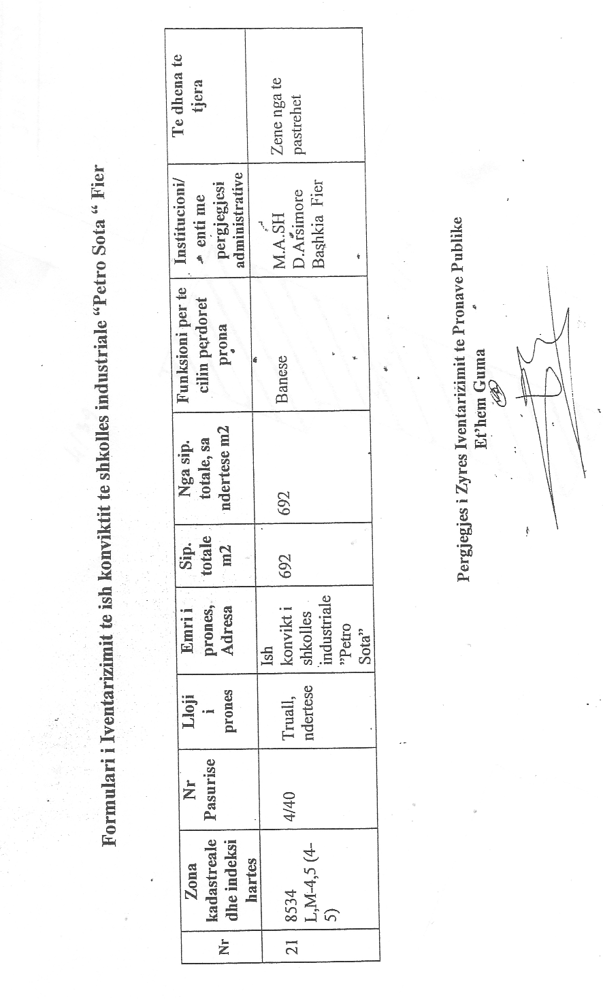 Formulari i Iventarizimit te ish konviktit te shkolles industriale “Petro Sota “ Fier
Nr
Zona
kadastreale
dhe indeksi
hartes
Nr
Pasurise
Lloji
i
prones
Emri i
prones,
Adresa
Sip.
totale
m2
Nga sip.
totale, sa
ndertese m2
Funksioni per te
cilin perdoret
prona
Institucioni/
enti me
pergjegjesi
administrative
Te dhena te
tjera
21
8534
L,M-4,5 (4-
5)
4/40
Truall,
ndertese
Ish
konvikt i
shkolles
industriale
”Petro
Sota”
692
692
Banese
M.A.SH
D.Arsimore
Bashkia Fier
Zene nga te
pastrehet
Pergjegjes i Zyres Iventarizimit te Pronave Publike
Et’hem Guma